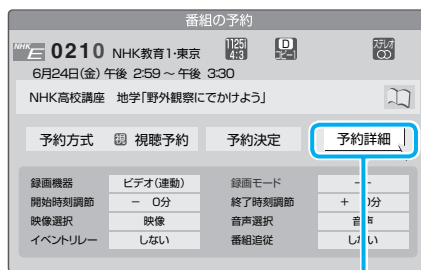 番組の予約
NHK E 0210 NHK教育1・東京 1125i 4:3 D コピー1 ステレオ
6月24日(金) 午後 2:59 ~ 午後 3:30
NHK高校講座 地学「野外観察にでかけよう」
予約方式 視聴予約 予約決定 予約詳細
録画機器 ビデオ(連動) 録画モード
開始時刻調節 - 0分 終了時刻調節 + 0分
映像選択 映像 音声選択 音声
イベントリレー しない 番組追従 しない